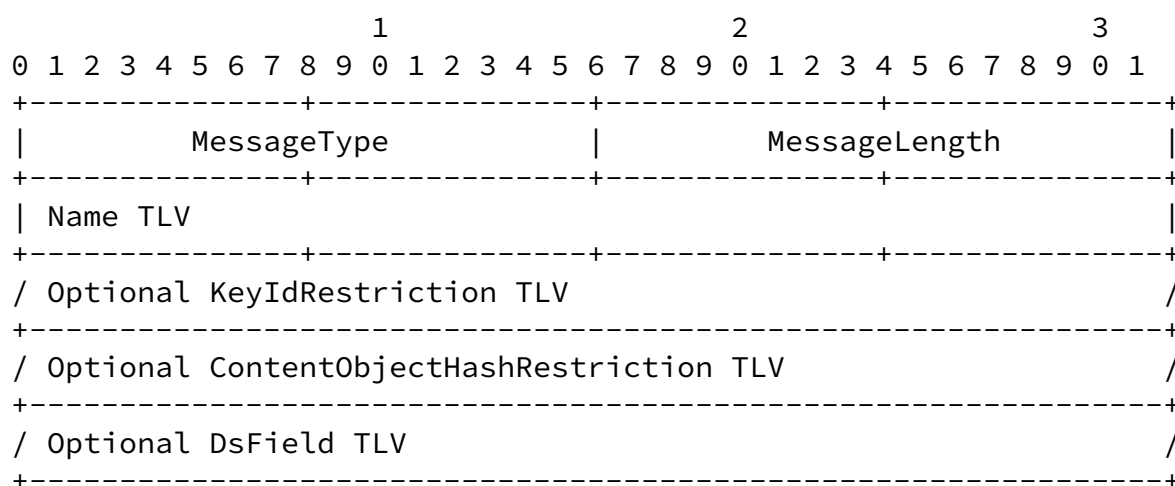 1                   2                   3
 0 1 2 3 4 5 6 7 8 9 0 1 2 3 4 5 6 7 8 9 0 1 2 3 4 5 6 7 8 9 0 1
+---------------+---------------+---------------+---------------+
|          MessageType          |         MessageLength         |
+---------------+---------------+---------------+---------------+
| Name TLV                                                      |
+---------------+---------------+---------------+---------------+
/ Optional KeyIdRestriction TLV                                 /
+---------------------------------------------------------------+
/ Optional ContentObjectHashRestriction TLV                     /
+---------------------------------------------------------------+
/ Optional DsField TLV                                          /
+---------------------------------------------------------------+